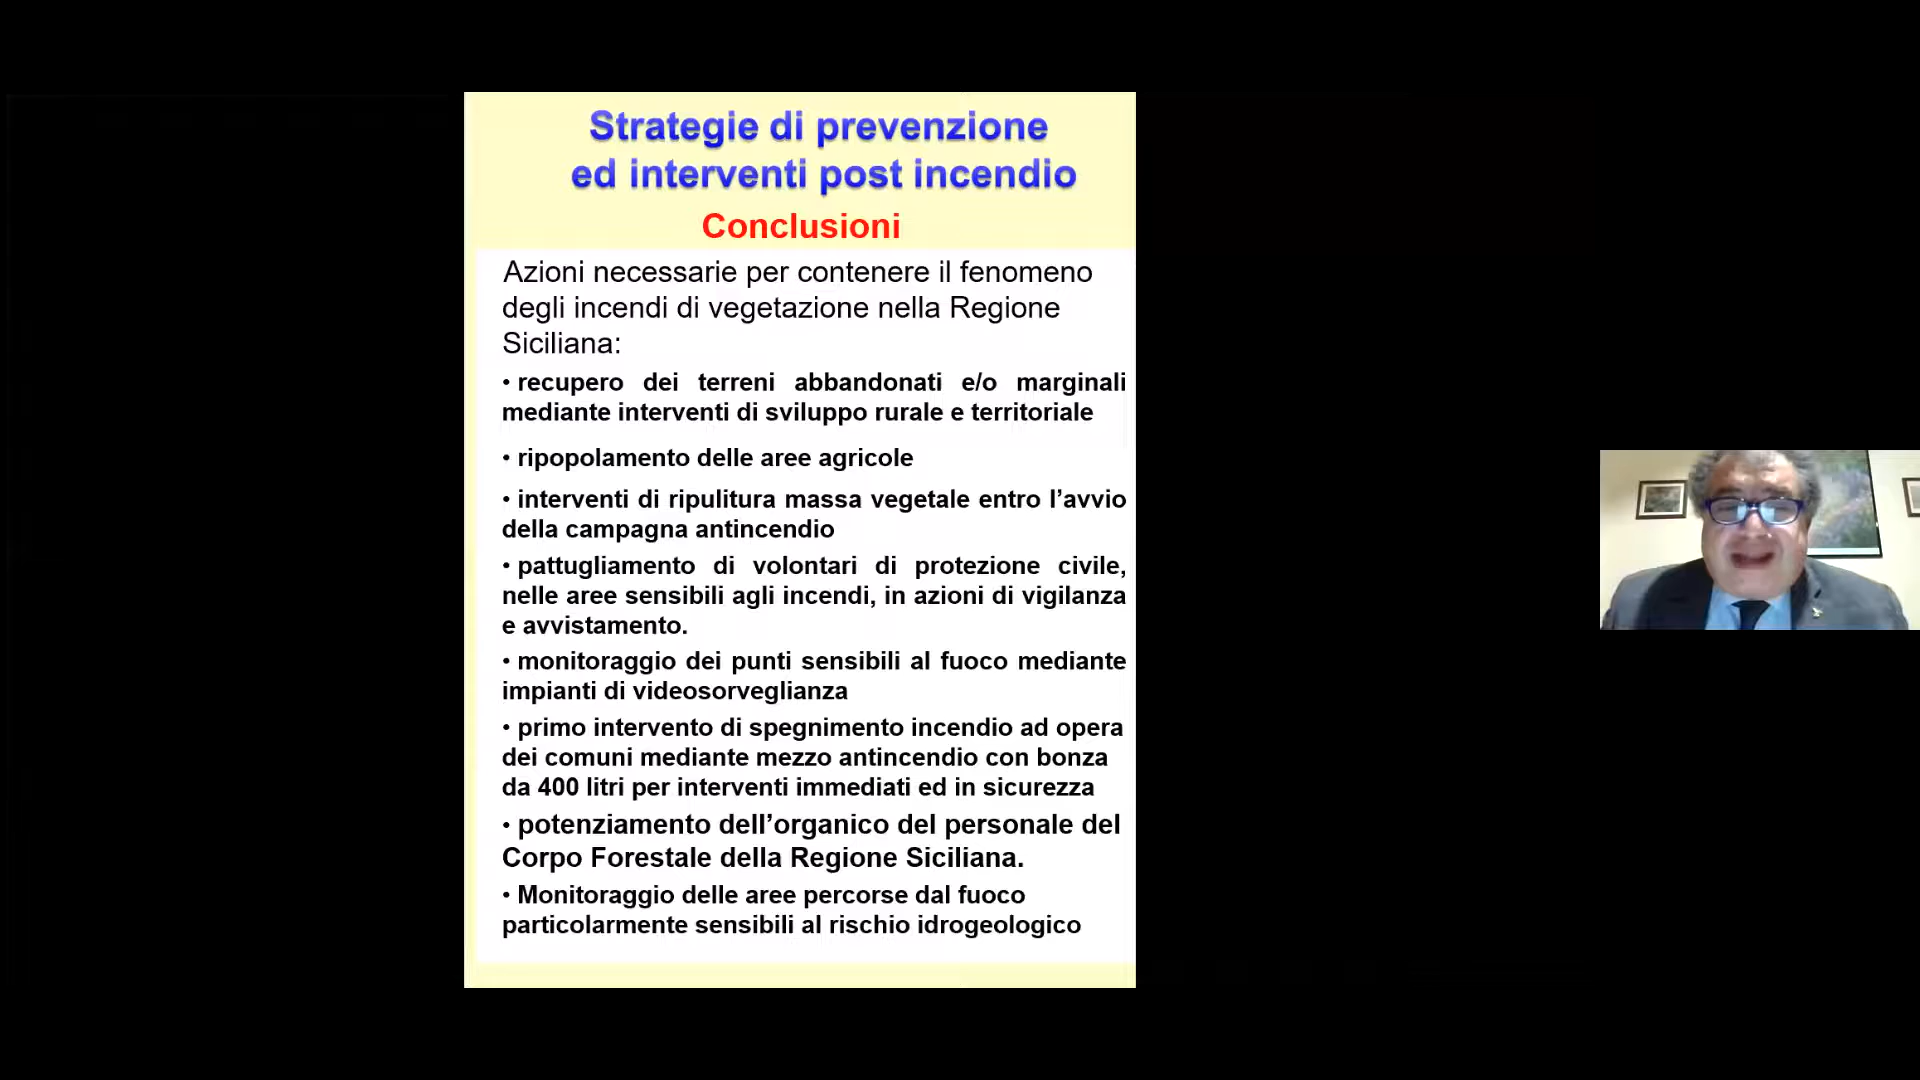 Strategie di prevenzione
ed interventi post incendio
Conclusioni
Azioni necessarie per contenere il fenomeno
degli incendi di vegetazione nella Regione
Siciliana:
• recupero dei terreni abbandonati e/o marginali
mediante interventi di sviluppo rurale e territoriale
• ripopolamento delle aree agricole
• interventi di ripulitura massa vegetale entro l’avvio
della campagna antincendio
• pattugliamento di volontari di protezione civile,
nelle aree sensibili agli incendi, in azioni di vigilanza
e avvistamento.
• monitoraggio dei punti sensibili al fuoco mediante
impianti di videosorveglianza
• primo intervento di spegnimento incendio ad opera
dei comuni mediante mezzo antincendio con bonza
da 400 litri per interventi immediati ed in sicurezza
• potenziamento dell’organico del personale del
Corpo Forestale della Regione Siciliana.
• Monitoraggio delle aree percorse dal fuoco
particolarmente sensibili al rischio idrogeologico